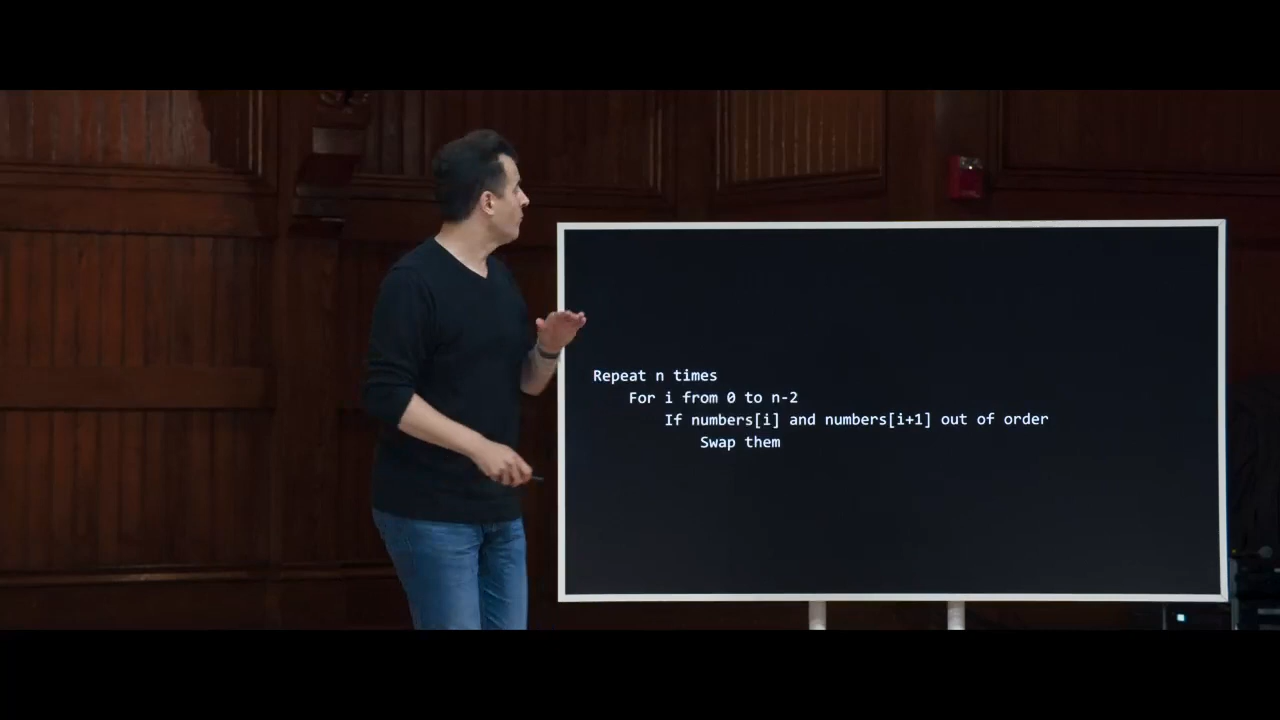 Repeat n times
For i from 0 to n-2
If numbers[i] and numbers[i+1] out of order
Swap them